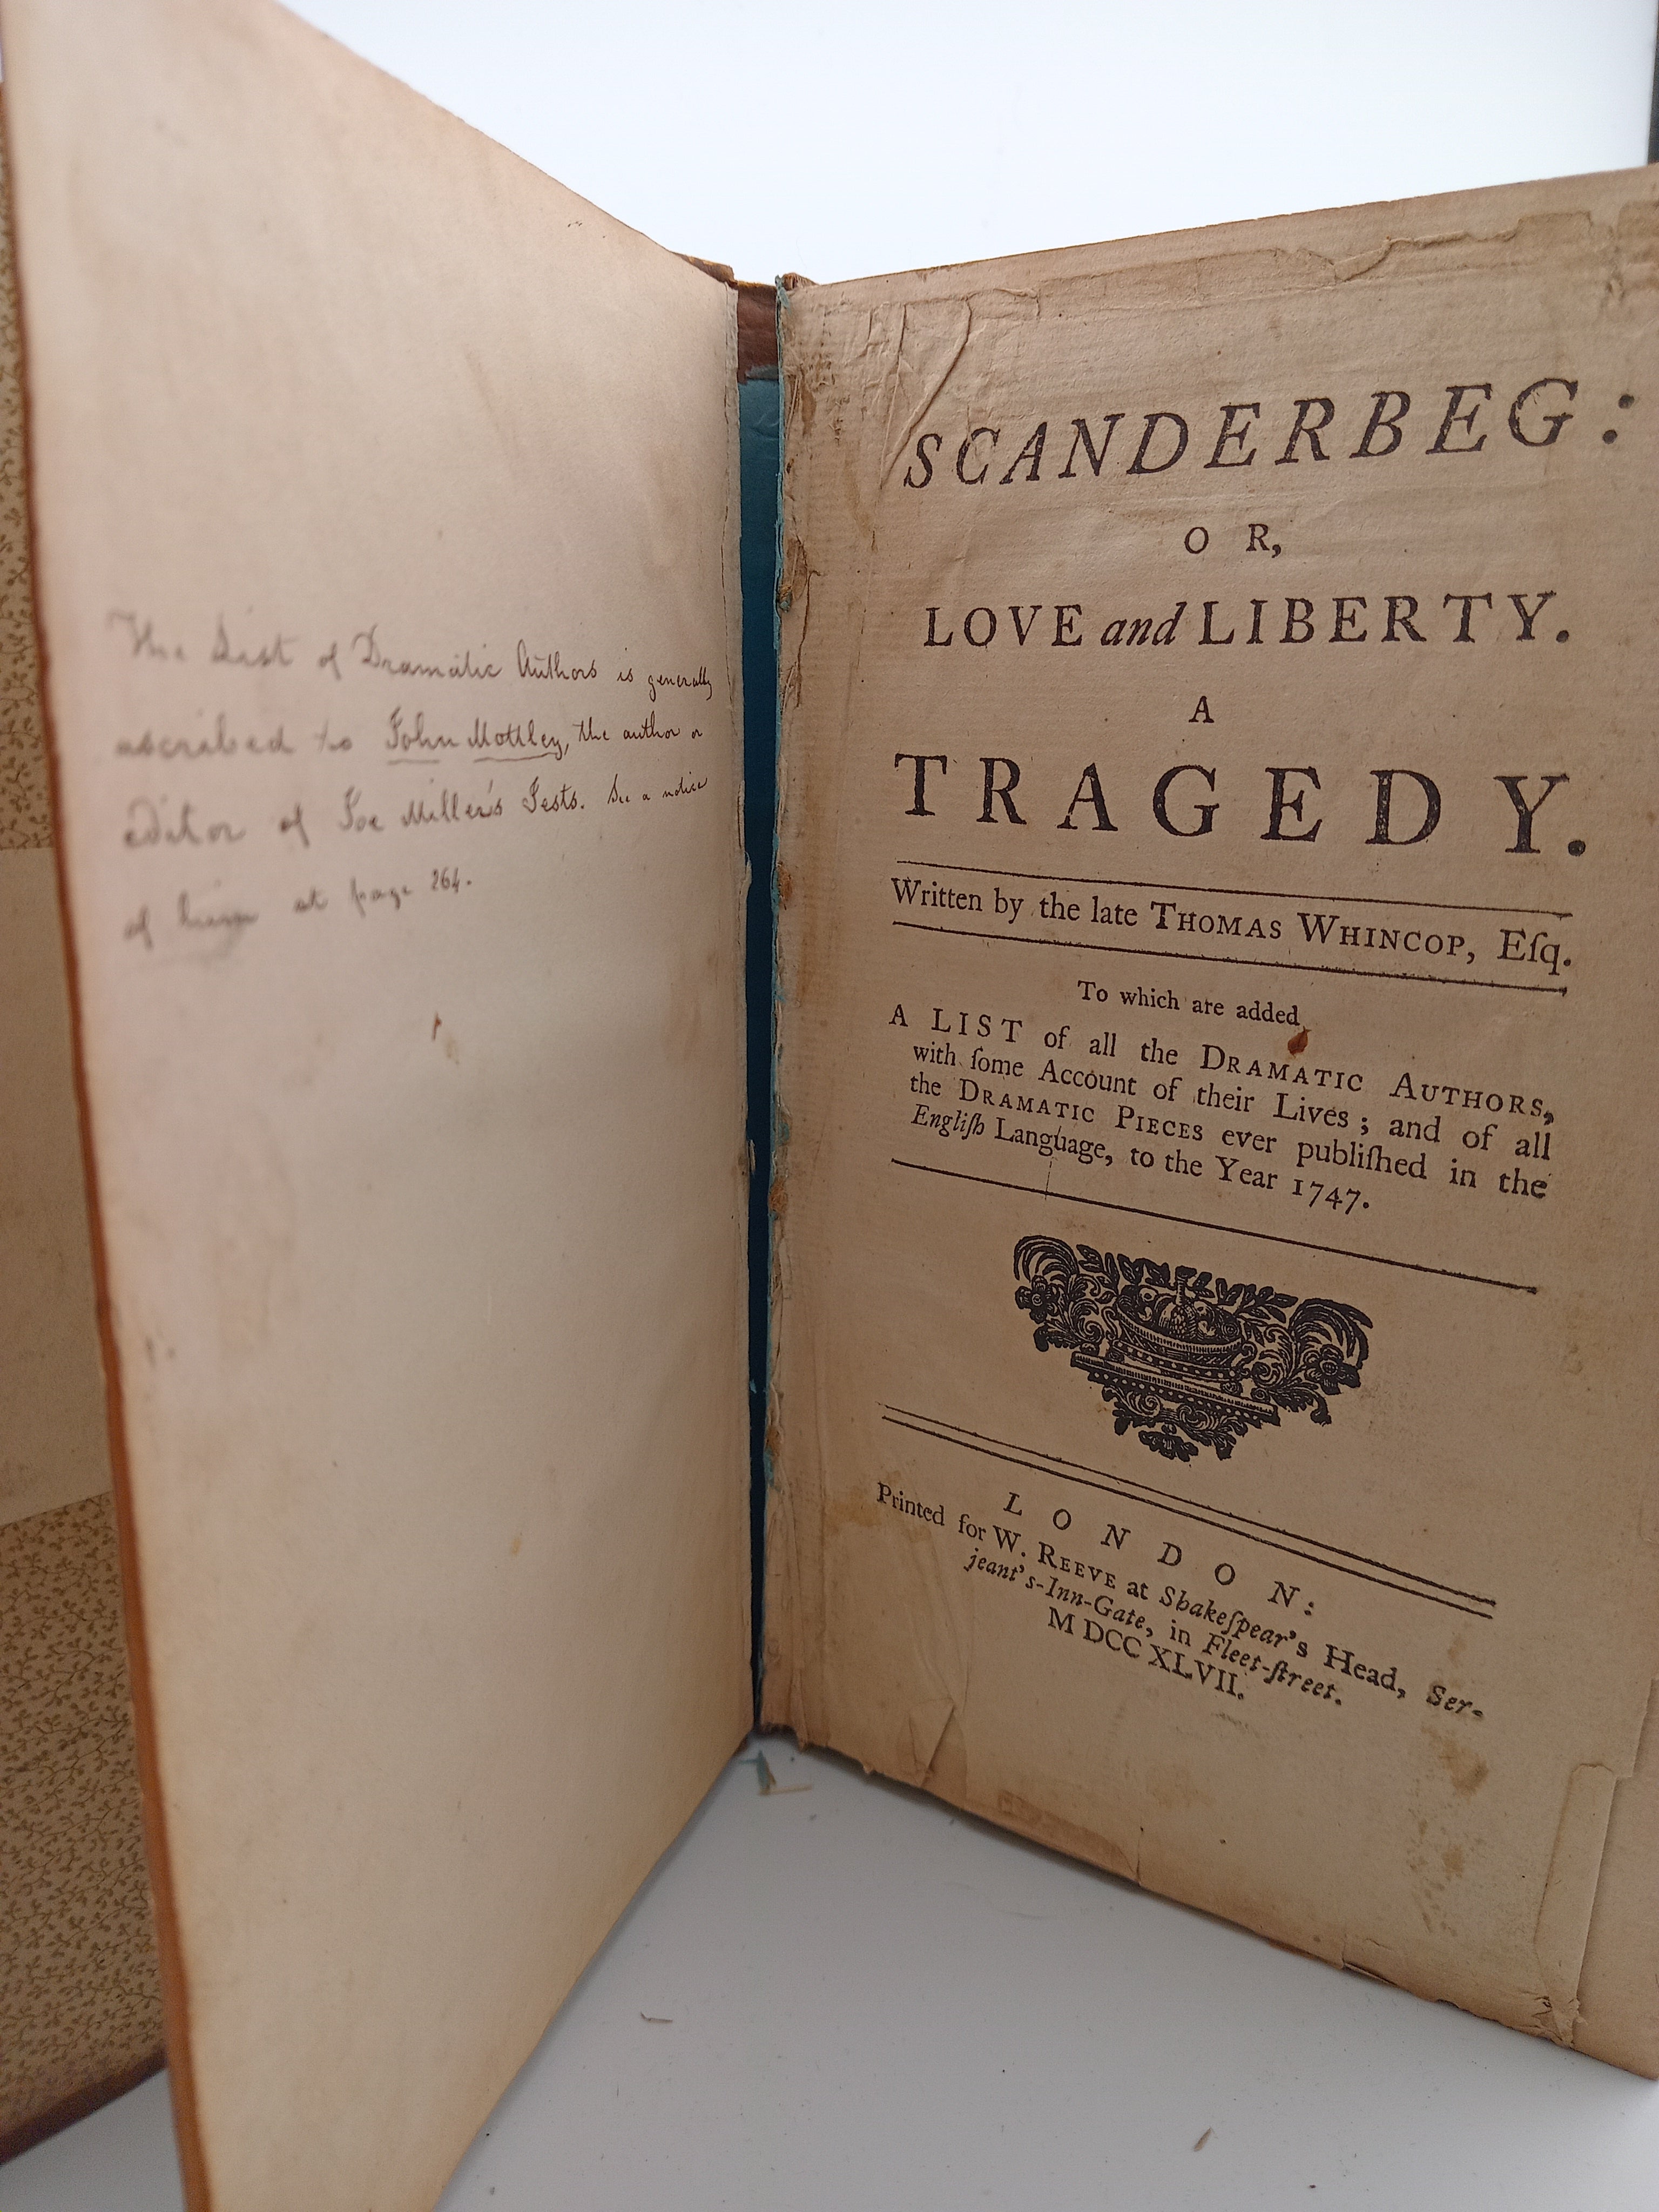 The List of Dramatic Authors is generally
ascribed to John Mottley, the author or
editor of Joe Miller's Jests. See a notice
of him at page 264.
SCANDERBEG:
OR,
LOVE and LIBERTY.
A
TRAGEDY.
Written by the late THOMAS WHINCOP, Eſq.
To which are added
A LIST of all the DRAMATIC AUTHORS,
with ſome Account of their Lives; and of all
the DRAMATIC PIECES ever publiſhed in the
Engliſh Language, to the Year 1747.
LONDON:
Printed for W. REEVE at Shakeſpear's Head, Ser-
jeant's-Inn-Gate, in Fleet-ſtreet.
M DCC XLVII.